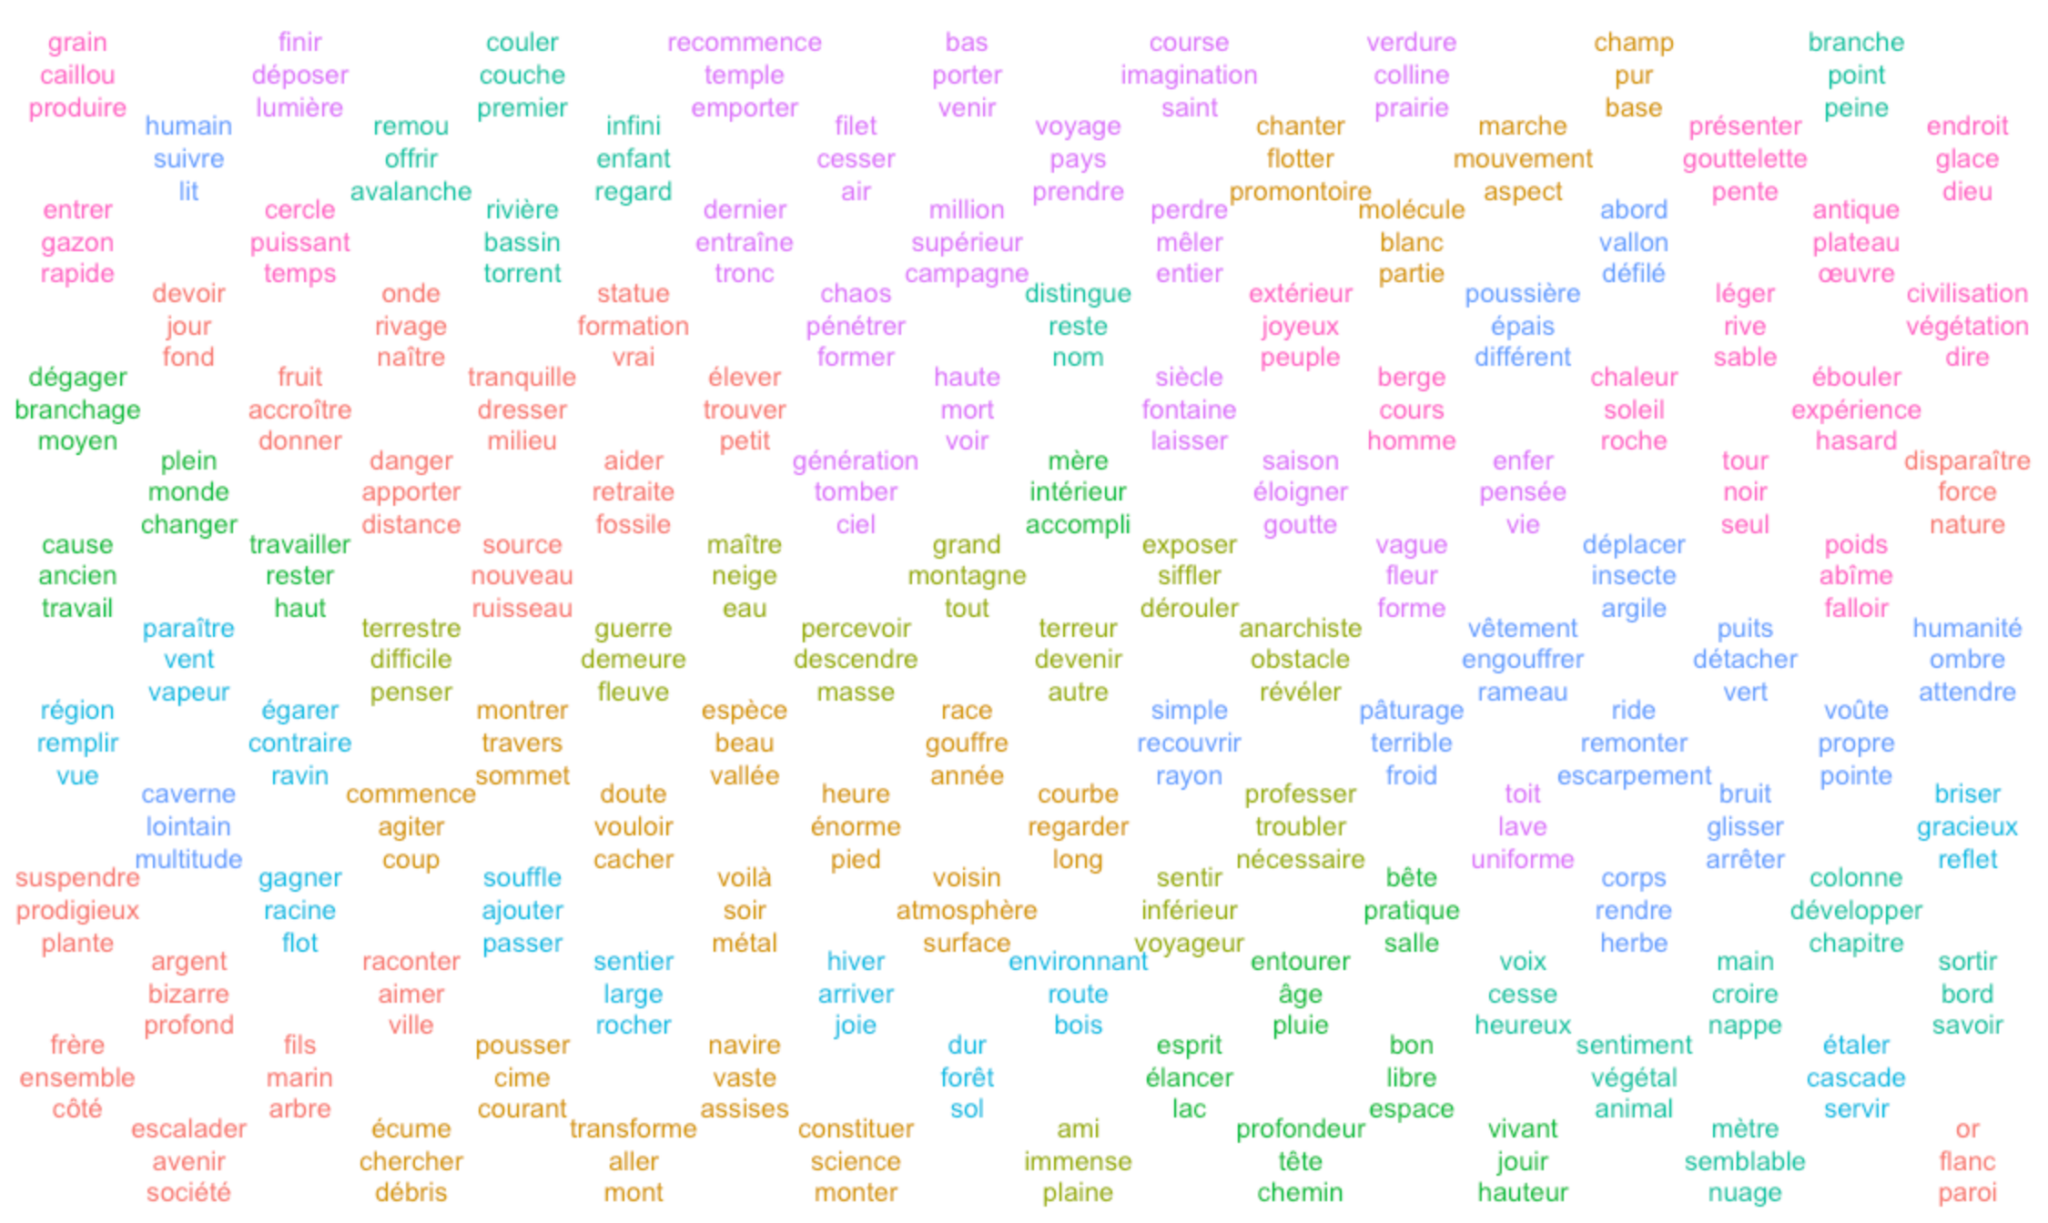 grain finir couler recommence bas course verdure champ branche
caillou déposer couche temple porter imagination colline pur point
produire lumière premier emporter venir saint prairie base peine
humain remou infini filet voyage chanter marche présenter endroit
suivre offrir enfant cesser pays flotter mouvement gouttelette glace
lit avalanche regard air prendre promontoire aspect pente dieu
entrer cercle rivière dernier million perdre molécule abord antique
gazon puissant bassin entraîne supérieur mêler blanc vallon plateau
rapide temps torrent tronc campagne entier partie défilé œuvre
devoir onde statue chaos distingue extérieur poussière léger civilisation
jour rivage formation pénétrer reste joyeux épais rive végétation
fond naître vrai former nom peuple différent sable dire
dégager fruit tranquille élever haute siècle berge chaleur ébouler
branchage accroître dresser trouver mort fontaine cours soleil expérience
moyen donner milieu petit voir laisser homme roche hasard
plein danger aider génération mère saison enfer tour disparaître
monde apporter retraite tomber intérieur éloigner pensée noir force
changer distance fossile ciel accompli goutte vie seul nature
cause travailler source maître grand exposer vague déplacer poids
ancien rester nouveau neige montagne siffler fleur insecte abîme
travail haut ruisseau eau tout dérouler forme argile falloir
paraître terrestre guerre percevoir terreur anarchiste vêtement puits humanité
vent difficile demeure descendre devenir obstacle engouffrer détacher ombre
vapeur penser fleuve masse autre révéler rameau vert attendre
région égarer montrer espèce race simple pâturage ride voûte
remplir contraire travers beau gouffre recouvrir terrible remonter propre
vue ravin sommet vallée année rayon froid escarpement pointe
caverne commence doute heure courbe professer toit bruit briser
lointain agiter vouloir énorme regarder troubler lave glisser gracieux
multitude coup cacher pied long nécessaire uniforme arrêter reflet
suspendre gagner souffle voilà voisin sentir bête corps colonne
prodigieux racine ajouter soir atmosphère inférieur pratique rendre développer
plante flot passer métal surface voyageur salle herbe chapitre
argent raconter sentier hiver environnant entourer voix main sortir
bizarre aimer large arriver route âge cesse croire bord
profond ville rocher joie bois pluie heureux nappe savoir
frère fils pousser navire dur esprit bon sentiment étaler
ensemble marin cime vaste forêt élancer libre végétal cascade
côté arbre courant assises sol lac espace animal servir
escalader écume transforme constituer ami profondeur vivant mètre or
avenir chercher aller science immense tête jouir semblable flanc
société débris mont monter plaine chemin hauteur nuage paroi